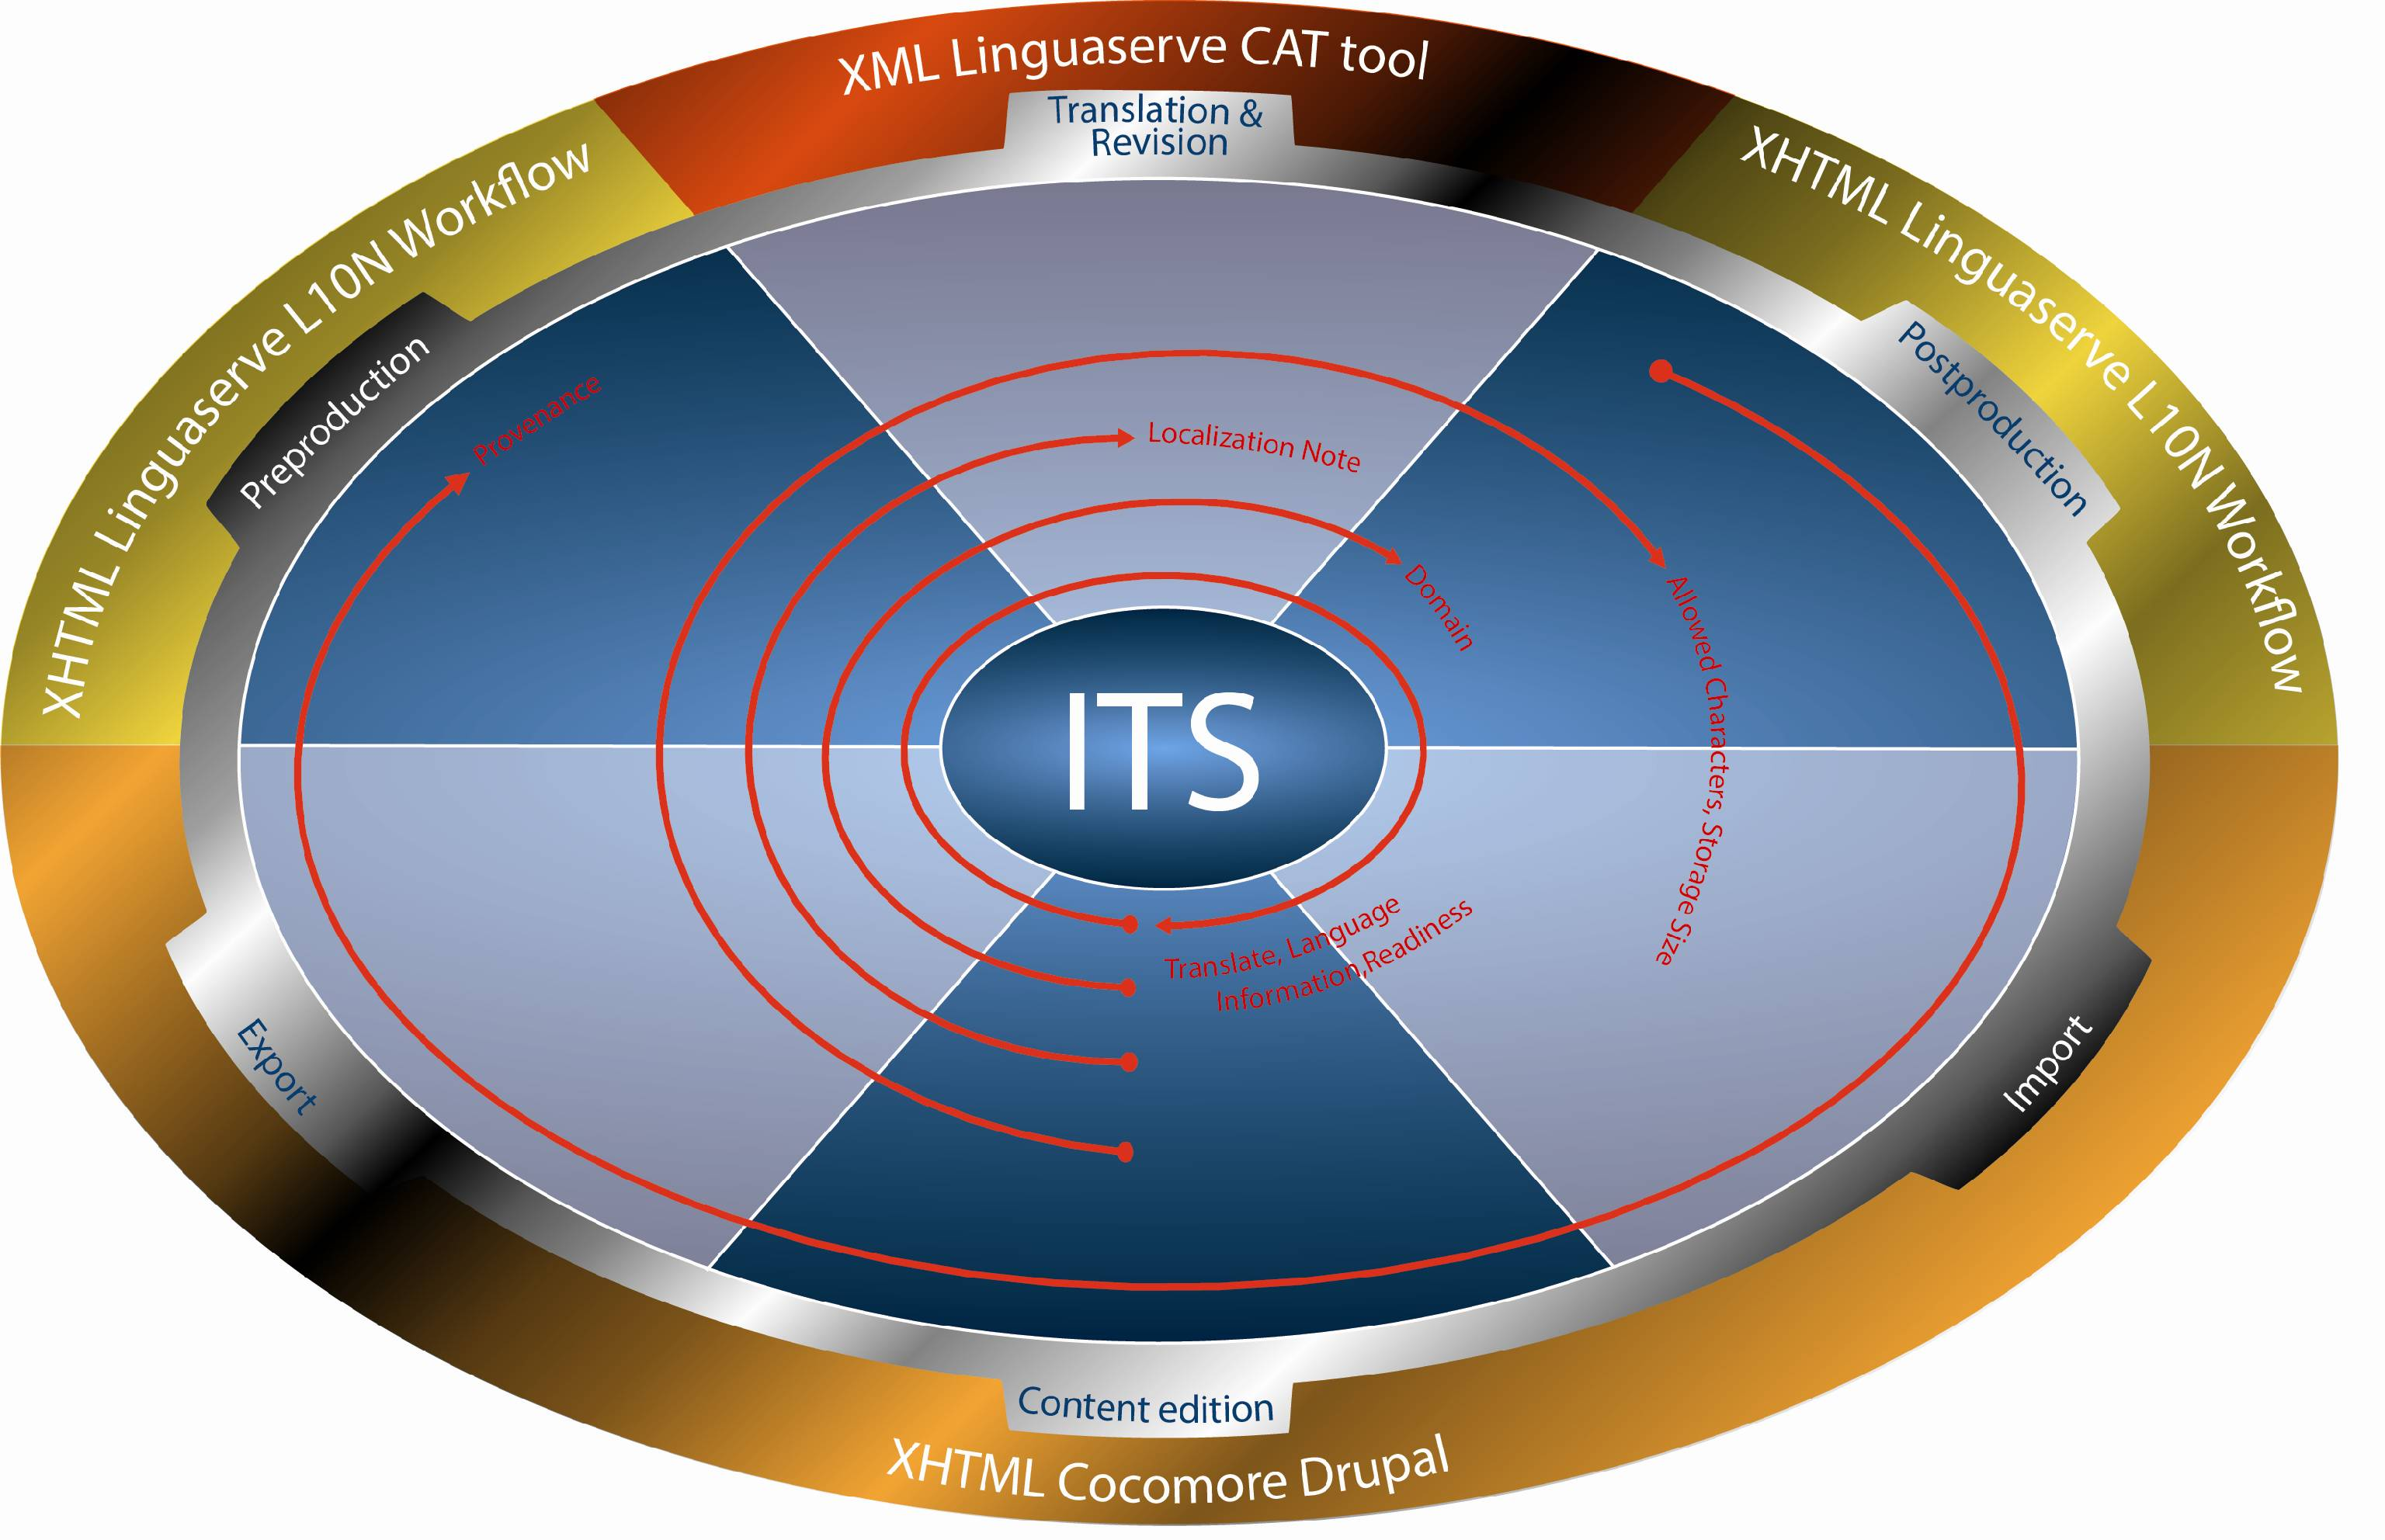 XML Linguaserve CAT tool
Translation &
Revision
XHTML Linguaserve L10N Workflow
Preproduction
XHTML Linguaserve L10N Workflow
Postproduction
Provenance
Localization Note
Domain
Allowed Characters, Storage Size
ITS
Translate, Language
Information,Readiness
Export
Import
Content edition
XHTML Cocomore Drupal